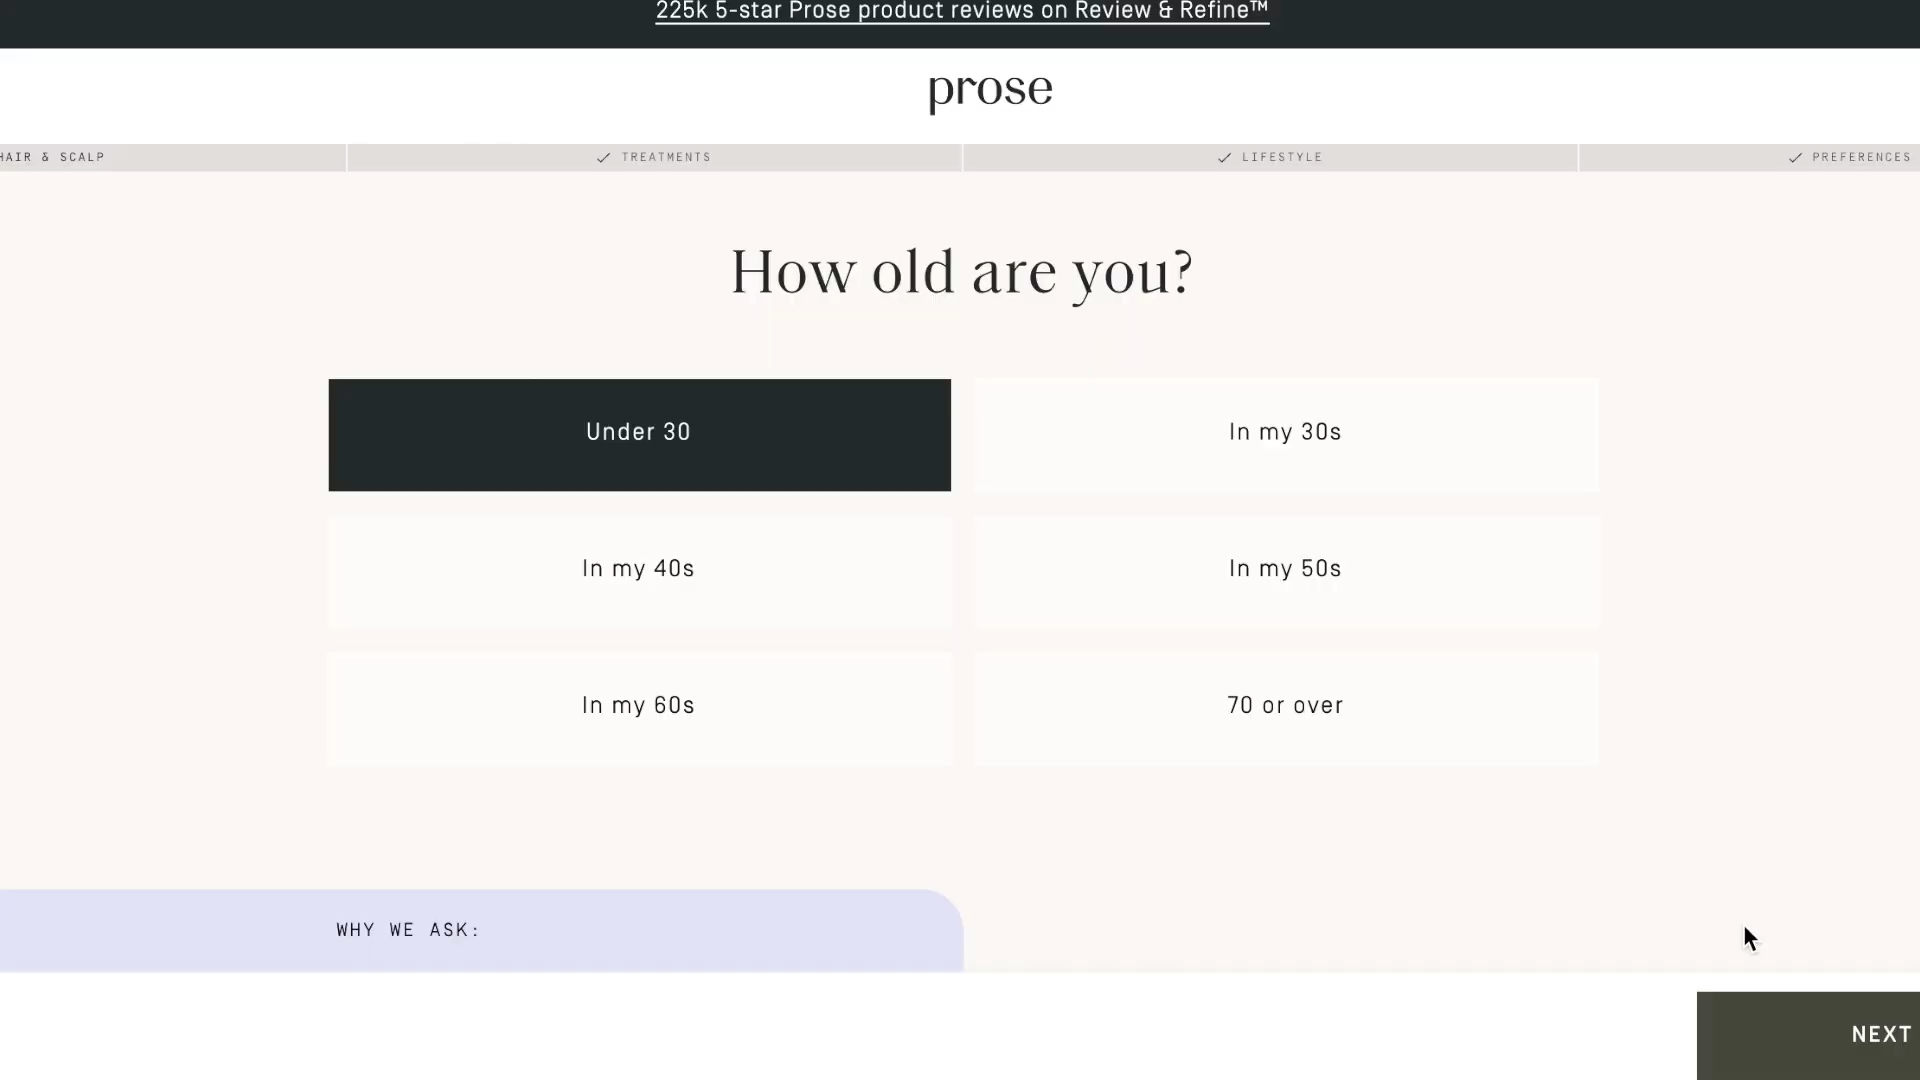 225k 5-star Prose product reviews on Review & Refine™
prose
HAIR & SCALP
TREATMENTS
LIFESTYLE
PREFERENCES
How old are you?
Under 30
In my 30s
In my 40s
In my 50s
In my 60s
70 or over
WHY WE ASK:
NEXT